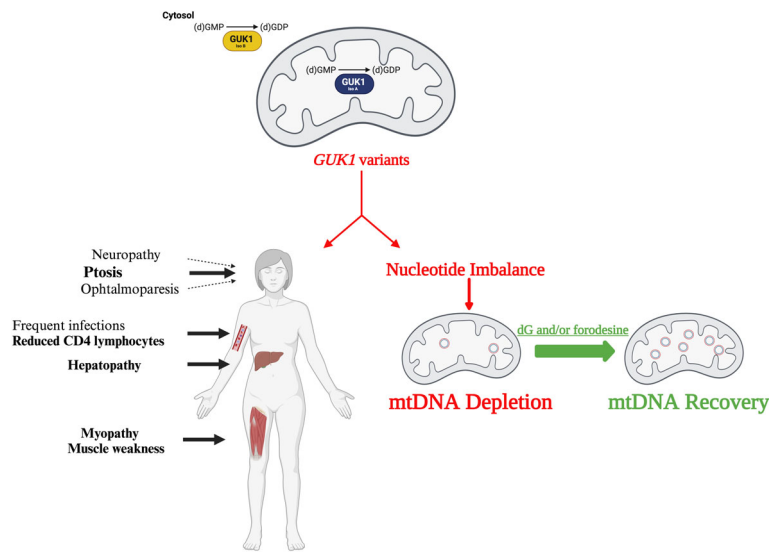 Cytosol
(d)GMP (d)GDP
GUK1
Iso B
(d)GMP (d)GDP
GUK1
Iso A
GUK1 variants
Neuropathy
Ptosis
Ophtalmoparesis
Frequent infections
Reduced CD4 lymphocytes
Hepatopathy
Myopathy
Muscle weakness
Nucleotide Imbalance
dG and/or forodesine
mtDNA Depletion
mtDNA Recovery